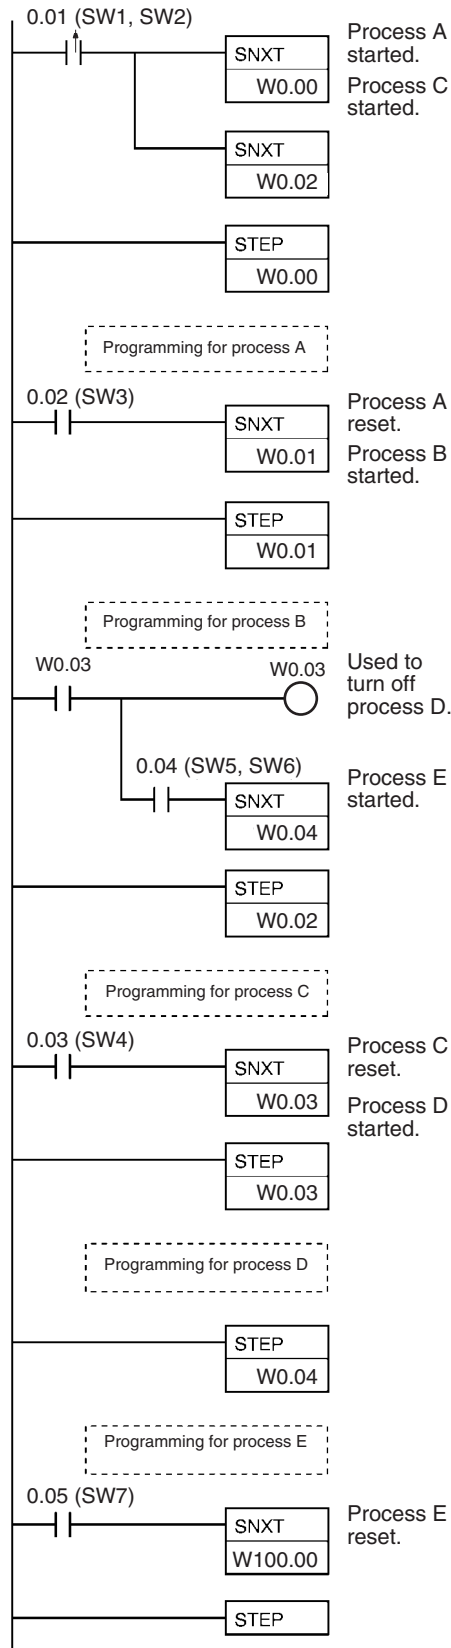 0.01 (SW1, SW2)
SNXT
W0.00
Process A
started.
Process C
started.
SNXT
W0.02
STEP
W0.00
Programming for process A
0.02 (SW3)
SNXT
W0.01
Process A
reset.
Process B
started.
STEP
W0.01
Programming for process B
W0.03
W0.03
Used to
turn off
process D.
0.04 (SW5, SW6)
SNXT
W0.04
Process E
started.
STEP
W0.02
Programming for process C
0.03 (SW4)
SNXT
W0.03
Process C
reset.
Process D
started.
STEP
W0.03
Programming for process D
STEP
W0.04
Programming for process E
0.05 (SW7)
SNXT
W100.00
Process E
reset.
STEP